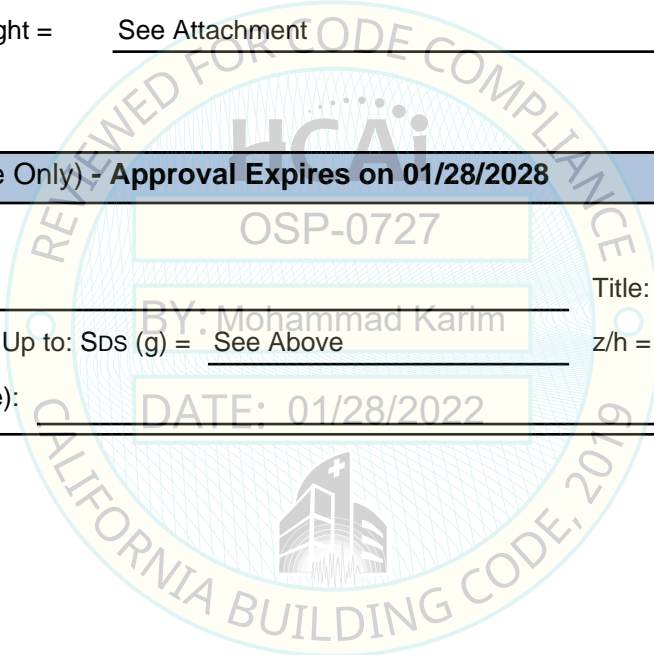 ght = See Attachment
REVIEWED FOR CODE COMPLIANCE
HCAi
e Only) - Approval Expires on 01/28/2028
OSP-0727
Title:
BY: Mohammad Karim
Up to: SDS (g) = See Above z/h =
e):
DATE: 01/28/2022
CALIFORNIA BUILDING CODE, 2019